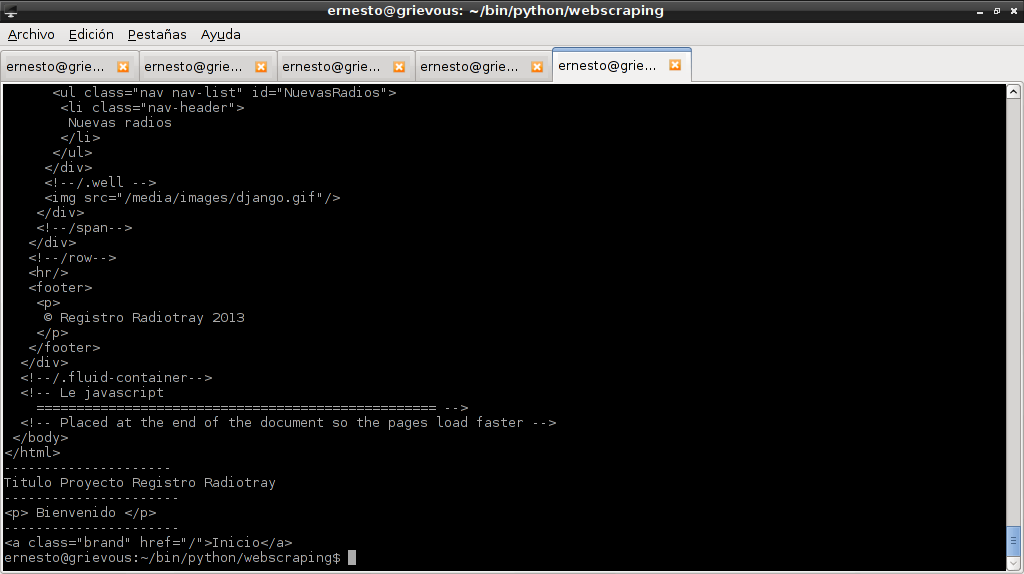 ernesto@grievous: ~/bin/python/webscraping
Archivo Edición Pestañas Ayuda
ernesto@grie... ernesto@grie... ernesto@grie... ernesto@grie... ernesto@grie...
<ul class="nav nav-list" id="NuevasRadios">
<li class="nav-header">
Nuevas radios
</li>
</ul>
</div>
<!--/.well -->
<img src="/media/images/django.gif"/>
</div>
<!--/span-->
</div>
<!--/row-->
<hr/>
<footer>
<p>
© Registro Radiotray 2013
</p>
</footer>
</div>
<!--/.fluid-container-->
<!-- Le javascript
================================================== -->
<!-- Placed at the end of the document so the pages load faster -->
</body>
</html>
---------------------
Titulo Proyecto Registro Radiotray
----------------------
<p> Bienvenido </p>
----------------------
<a class="brand" href="/">Inicio</a>
ernesto@grievous:~/bin/python/webscraping$